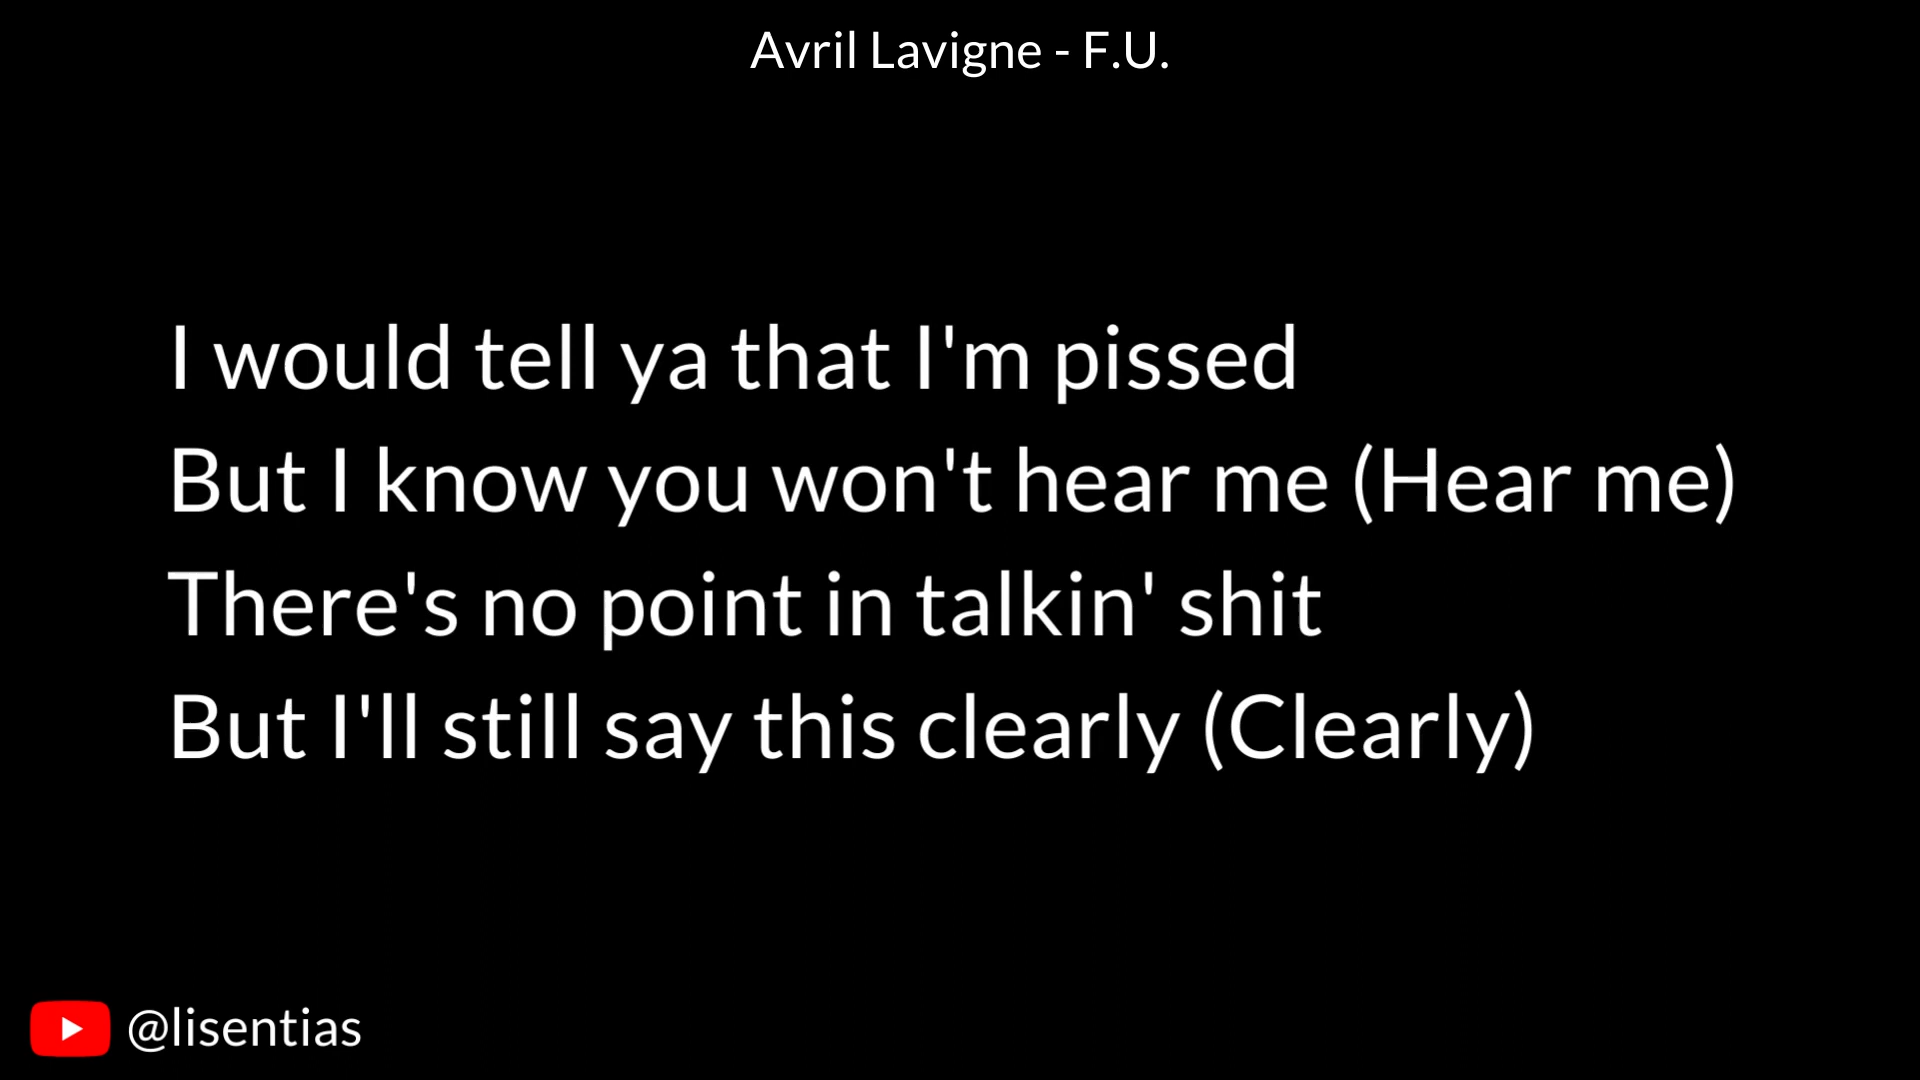 Avril Lavigne - F.U.
I would tell ya that I'm pissed
But I know you won't hear me (Hear me)
There's no point in talkin' shit
But I'll still say this clearly (Clearly)
@lisentias